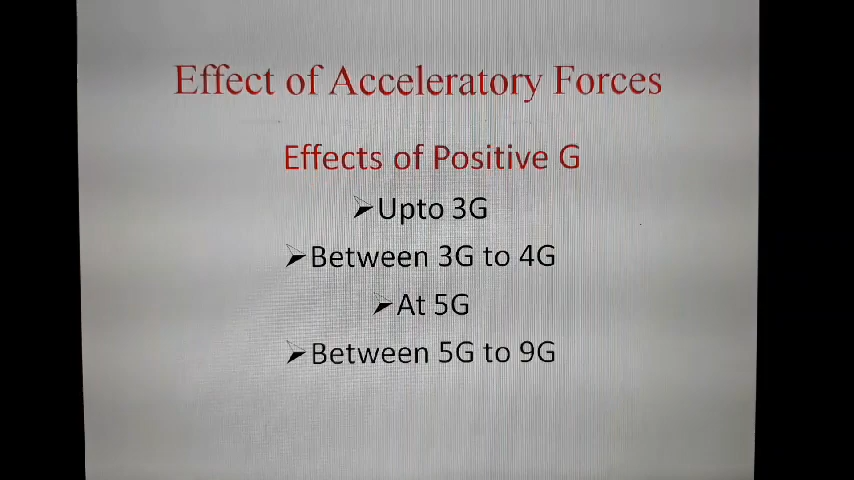 Effect of Acceleratory Forces
Effects of Positive G
➢Upto 3G
➢Between 3G to 4G
➢At 5G
➢Between 5G to 9G